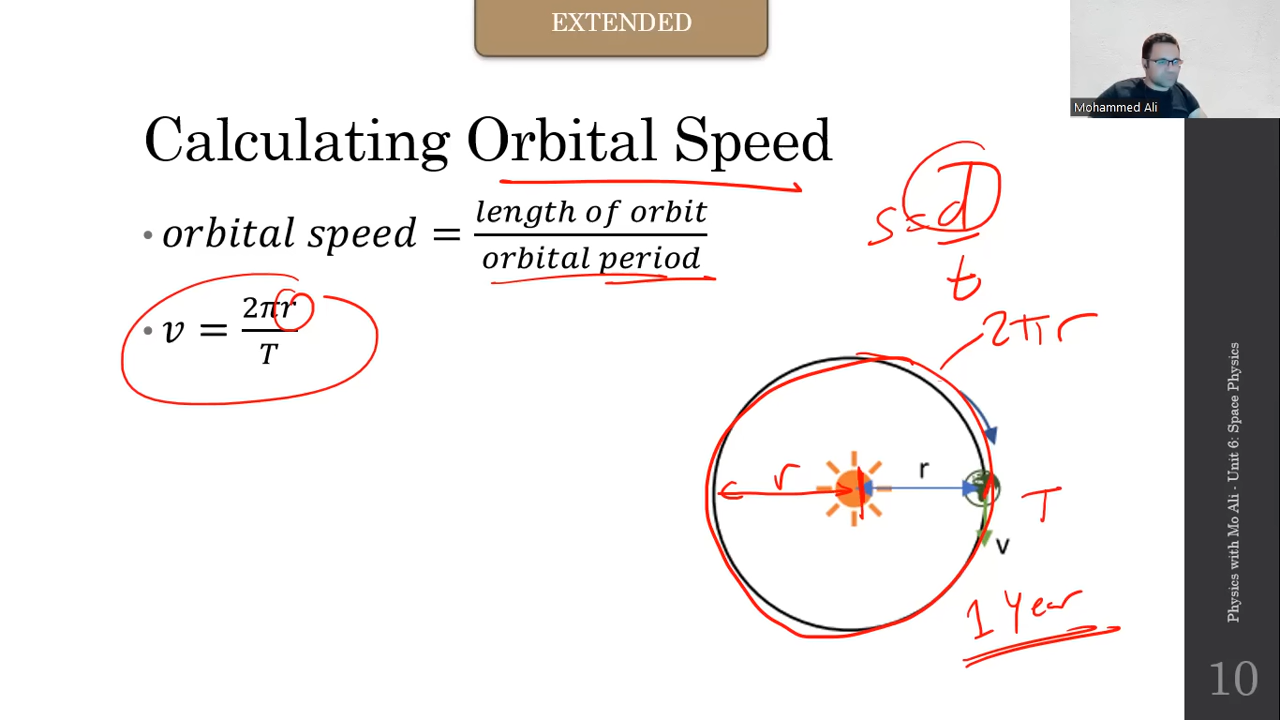 EXTENDED
Mohammed Ali
Calculating Orbital Speed
• orbital speed = length of orbit / orbital period
s = d / t
• v = 2πr / T
2πr
r
r
T
v
1 Year
Physics with Mo Ali - Unit 6: Space Physics
10